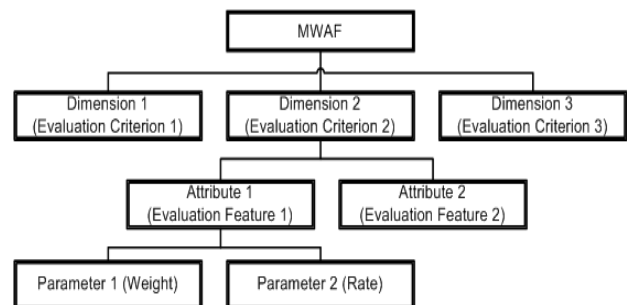 MWAF
Dimension 1
(Evaluation Criterion 1)
Dimension 2
(Evaluation Criterion 2)
Dimension 3
(Evaluation Criterion 3)
Attribute 1
(Evaluation Feature 1)
Attribute 2
(Evaluation Feature 2)
Parameter 1 (Weight)
Parameter 2 (Rate)